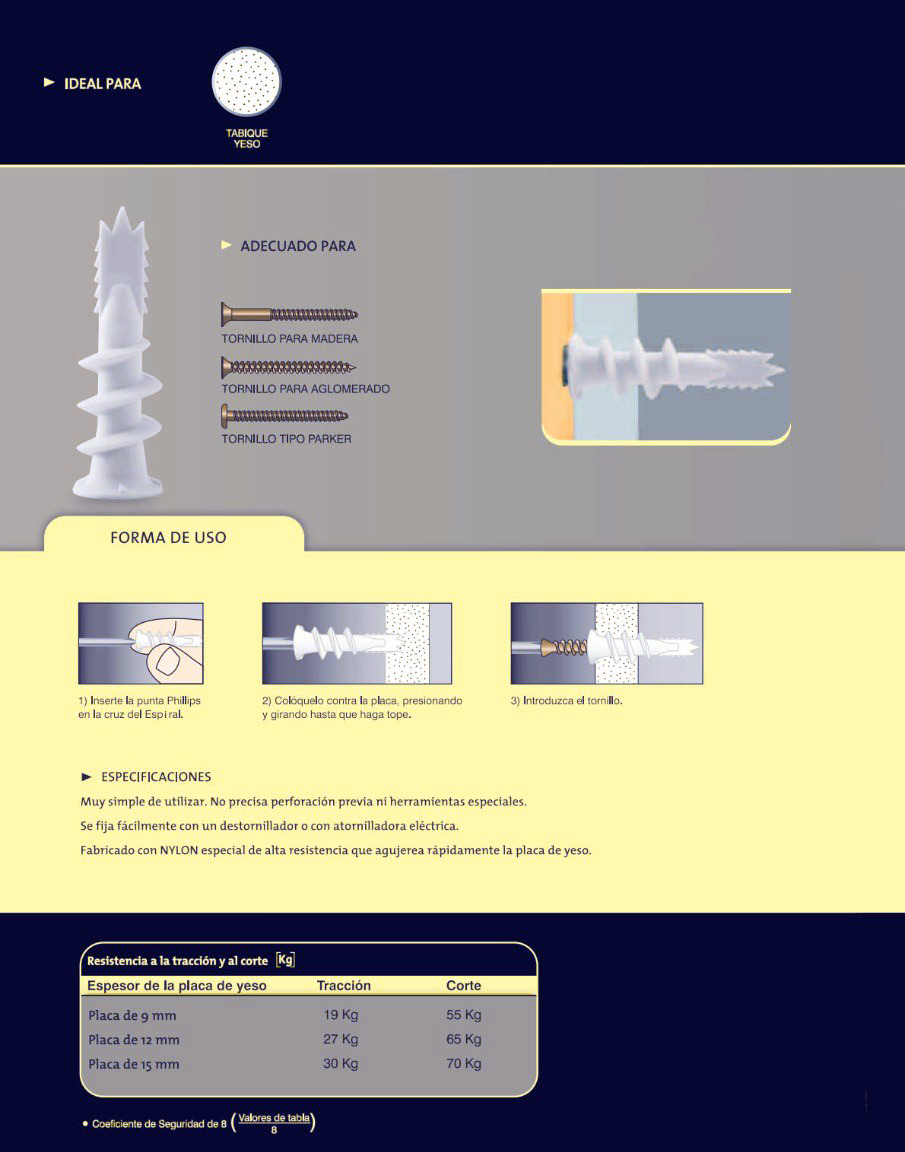 IDEAL PARA
TABIQUE
YESO
ADECUADO PARA
TORNILLO PARA MADERA
TORNILLO PARA AGLOMERADO
TORNILLO TIPO PARKER
FORMA DE USO
1) Inserte la punta Phillips
en la cruz del Espiral.
2) Colóquelo contra la placa, presionando
y girando hasta que haga tope.
3) Introduzca el tornillo.
ESPECIFICACIONES
Muy simple de utilizar. No precisa perforación previa ni herramientas especiales.
Se fija fácilmente con un destornillador o con atornilladora eléctrica.
Fabricado con NYLON especial de alta resistencia que agujerea rápidamente la placa de yeso.
Resistencia a la tracción y al corte [Kg]
Espesor de la placa de yeso Tracción Corte
Placa de 9 mm 19 Kg 55 Kg
Placa de 12 mm 27 Kg 65 Kg
Placa de 15 mm 30 Kg 70 Kg
• Coeficiente de Seguridad de 8 (Valores de tabla
8)